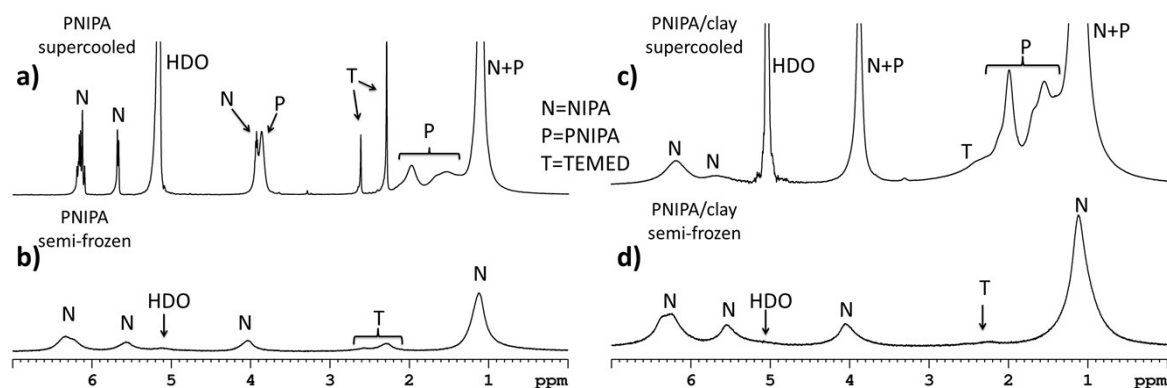 PNIPA
supercooled
a)
N
N
HDO
N
P
T
P
N+P
N=NIPA
P=PNIPA
T=TEMED
PNIPA
semi-frozen
b)
N
N
HDO
N
T
N
6 5 4 3 2 1 ppm
PNIPA/clay
supercooled
c)
N
N
HDO
N+P
T
P
N+P
PNIPA/clay
semi-frozen
d)
N
N
HDO
N
T
N
6 5 4 3 2 1 ppm